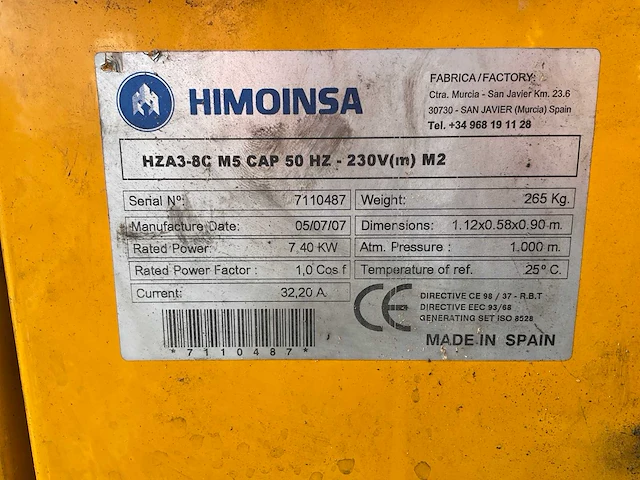 HIMOINSA
FABRICA/FACTORY:
Ctra. Murcia - San Javier Km. 23.6
30730 - SAN JAVIER (Murcia) Spain
Tel. +34 968 19 11 28
HZA3-8C M5 CAP 50 HZ - 230V(m) M2
Serial Nº: 7110487
Weight: 265 Kg.
Manufacture Date: 05/07/07
Dimensions: 1.12x0.58x0.90 m.
Rated Power: 7,40 KW
Atm. Pressure : 1.000 m.
Rated Power Factor : 1,0 Cos f
Temperature of ref. 25º C.
Current: 32,20 A
CE
DIRECTIVE CE 98 / 37 - R.B.T
DIRECTIVE EEC 93/68
GENERATING SET ISO 8528
*7110487*
MADE IN SPAIN